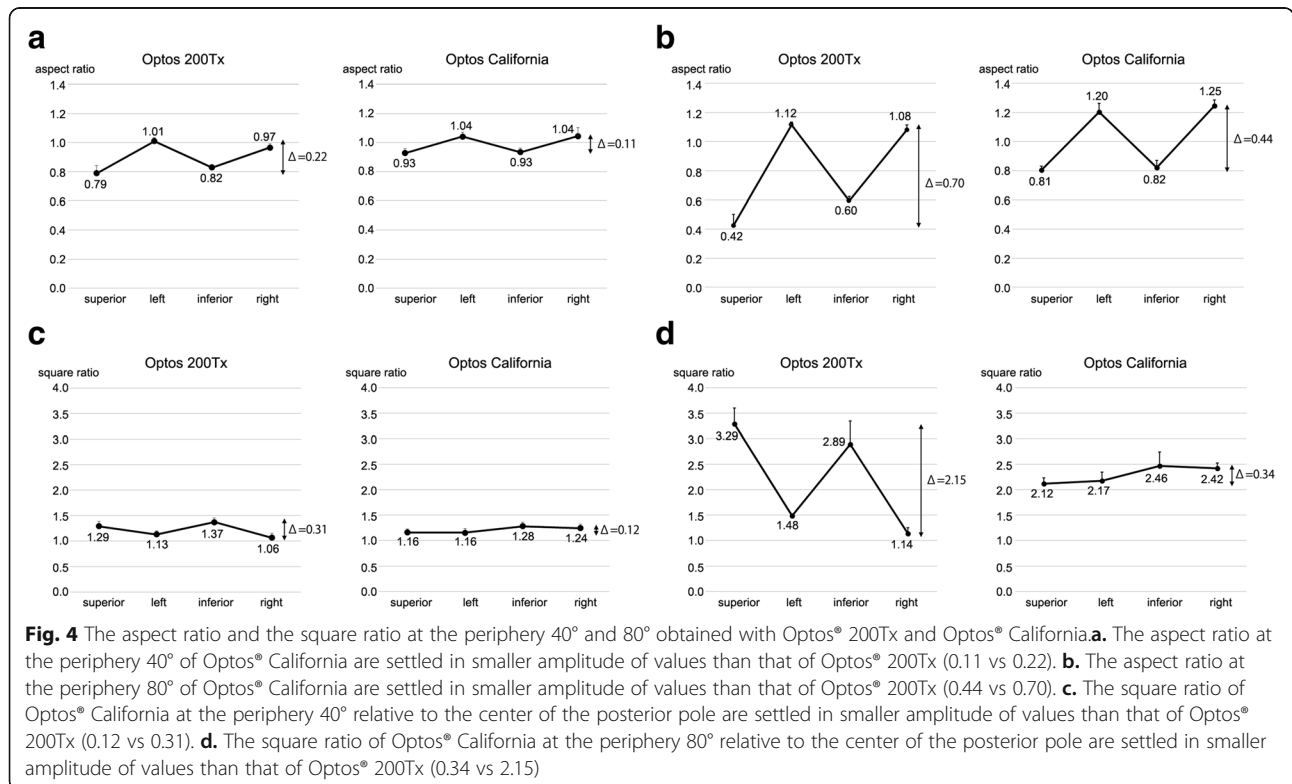 a
Optos 200Tx
aspect ratio
1.4
1.2
1.0
0.8
0.6
0.4
0.2
0.0
0.79
1.01
0.82
0.97
Δ=0.22
superior left inferior right
Optos California
aspect ratio
1.4
1.2
1.0
0.8
0.6
0.4
0.2
0.0
0.93
1.04
0.93
1.04
Δ=0.11
superior left inferior right
b
Optos 200Tx
aspect ratio
1.4
1.2
1.0
0.8
0.6
0.4
0.2
0.0
0.42
1.12
0.60
1.08
Δ=0.70
superior left inferior right
Optos California
aspect ratio
1.4
1.2
1.0
0.8
0.6
0.4
0.2
0.0
0.81
1.20
0.82
1.25
Δ=0.44
superior left inferior right
c
Optos 200Tx
square ratio
4.0
3.5
3.0
2.5
2.0
1.5
1.0
0.5
0.0
1.29
1.13
1.37
1.06
Δ=0.31
superior left inferior right
Optos California
square ratio
4.0
3.5
3.0
2.5
2.0
1.5
1.0
0.5
0.0
1.16
1.16
1.28
1.24
Δ=0.12
superior left inferior right
d
Optos 200Tx
square ratio
4.0
3.5
3.0
2.5
2.0
1.5
1.0
0.5
0.0
3.29
1.48
2.89
1.14
Δ=2.15
superior left inferior right
Optos California
square ratio
4.0
3.5
3.0
2.5
2.0
1.5
1.0
0.5
0.0
2.12
2.17
2.46
2.42
Δ=0.34
superior left inferior right
Fig. 4 The aspect ratio and the square ratio at the periphery 40° and 80° obtained with Optos® 200Tx and Optos® California.a. The aspect ratio at
the periphery 40° of Optos® California are settled in smaller amplitude of values than that of Optos® 200Tx (0.11 vs 0.22). b. The aspect ratio at
the periphery 80° of Optos® California are settled in smaller amplitude of values than that of Optos® 200Tx (0.44 vs 0.70). c. The square ratio of
Optos® California at the periphery 40° relative to the center of the posterior pole are settled in smaller amplitude of values than that of Optos®
200Tx (0.12 vs 0.31). d. The square ratio of Optos® California at the periphery 80° relative to the center of the posterior pole are settled in smaller
amplitude of values than that of Optos® 200Tx (0.34 vs 2.15)